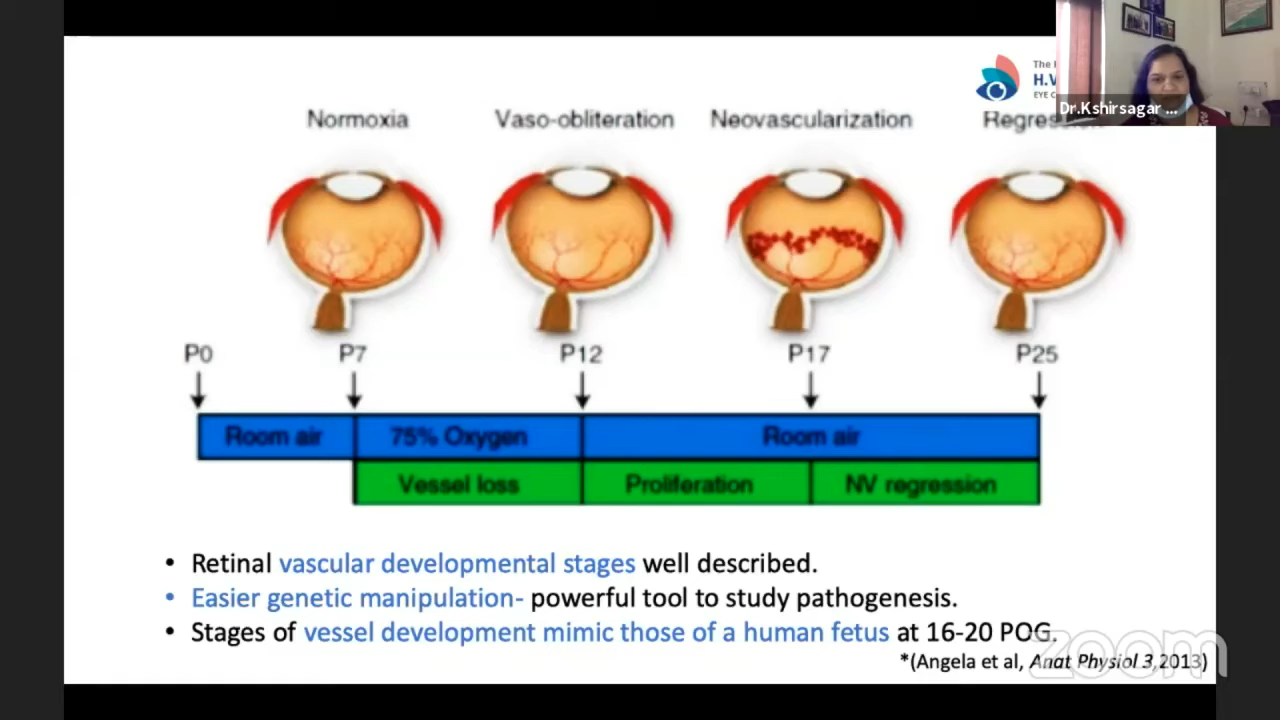 The
H.V
EYE C
Dr.Kshirsagar ...
Normoxia Vaso-obliteration Neovascularization
P0 P7 P12 P17 P25
Room air 75% Oxygen Room air
Vessel loss Proliferation NV regression
• Retinal vascular developmental stages well described.
• Easier genetic manipulation- powerful tool to study pathogenesis.
• Stages of vessel development mimic those of a human fetus at 16-20 POG.
*(Angela et al, Anat Physiol 3,2013)
zoom